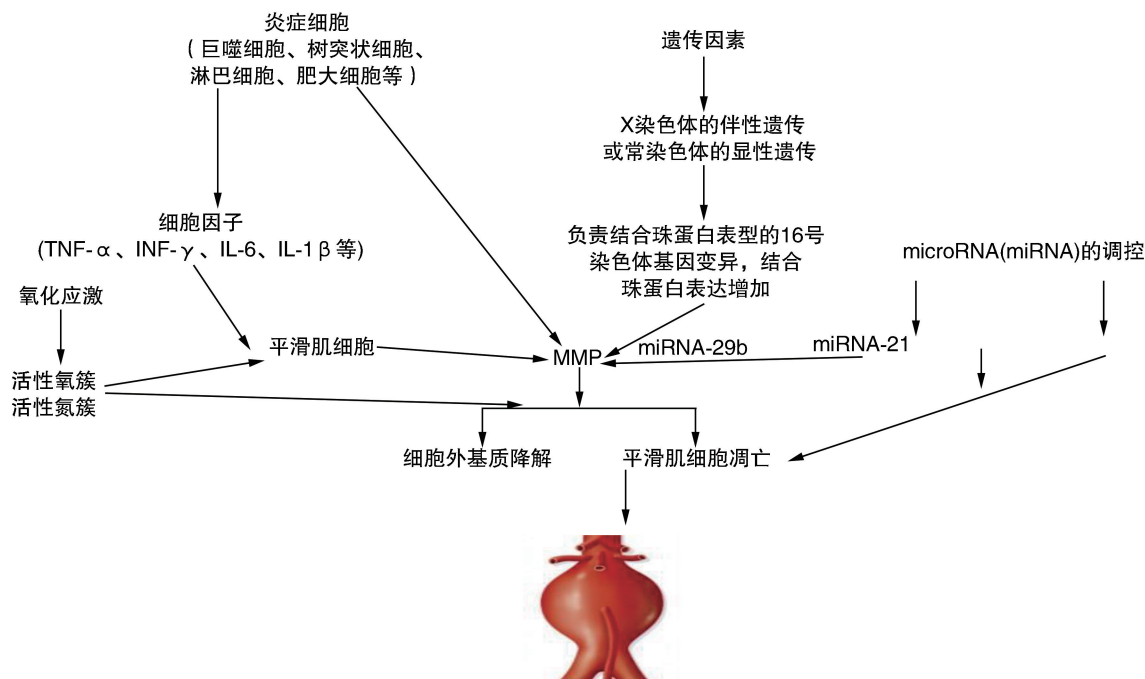 炎症细胞
（巨噬细胞、树突状细胞、
淋巴细胞、肥大细胞等）
遗传因素
X染色体的伴性遗传
或常染色体的显性遗传
细胞因子
(TNF-α、INF-γ、IL-6、IL-1β等)
负责结合珠蛋白表型的16号
染色体基因变异，结合
珠蛋白表达增加
microRNA(miRNA)的调控
氧化应激
平滑肌细胞
MMP
miRNA-29b
miRNA-21
活性氧簇
活性氮簇
细胞外基质降解
平滑肌细胞凋亡